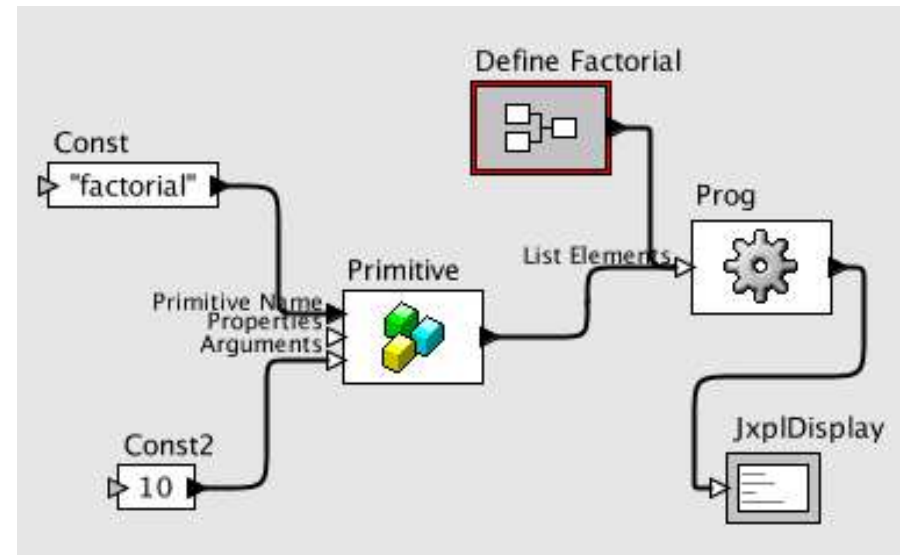 Define Factorial
Const
"factorial"
Prog
List Elements
Primitive
Primitive Name
Properties
Arguments
Const2
10
JxplDisplay